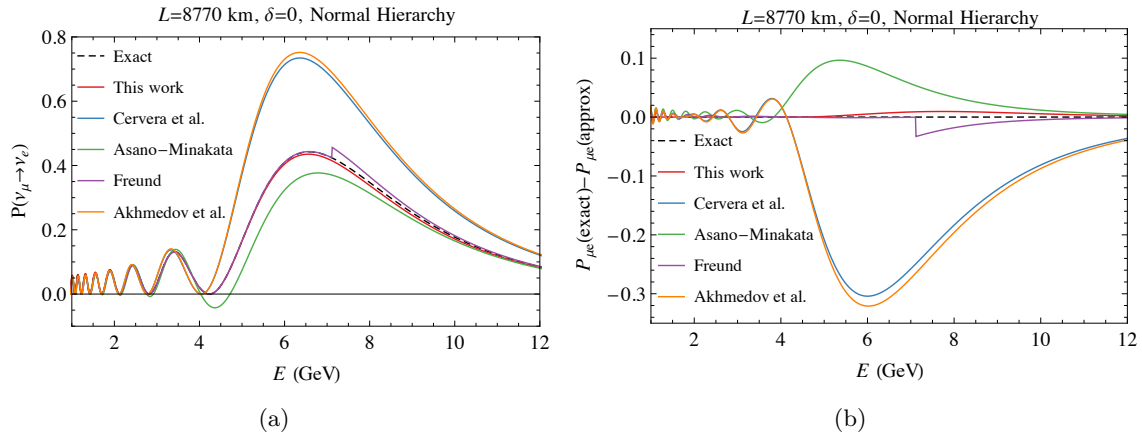 L=8770 km, δ=0, Normal Hierarchy
0.8
0.6
0.4
0.2
0.0
P(νμ→νe)
Exact
This work
Cervera et al.
Asano−Minakata
Freund
Akhmedov et al.
2 4 6 8 10 12
E (GeV)
(a)
L=8770 km, δ=0, Normal Hierarchy
0.1
0.0
−0.1
−0.2
−0.3
Pμe(exact)−Pμe(approx)
Exact
This work
Cervera et al.
Asano−Minakata
Freund
Akhmedov et al.
2 4 6 8 10 12
E (GeV)
(b)